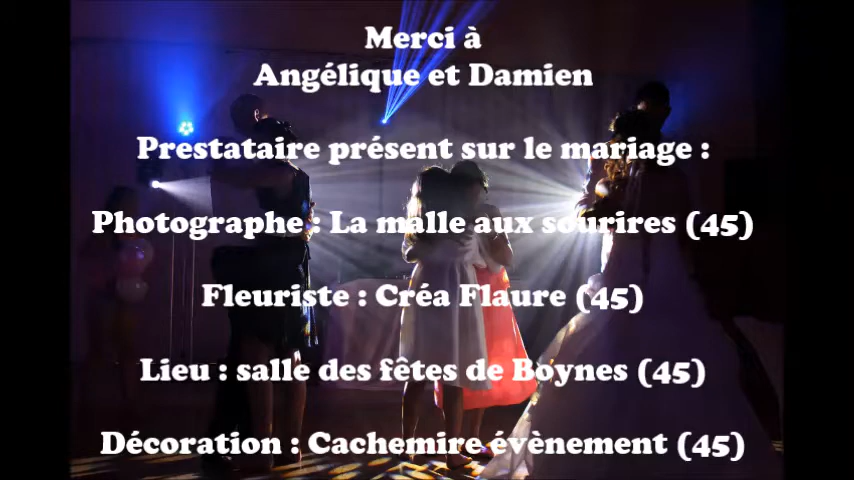 Merci à
Angélique et Damien
Prestataire présent sur le mariage :
Photographe : La malle aux sourires (45)
Fleuriste : Créa Flaure (45)
Lieu : salle des fêtes de Boynes (45)
Décoration : Cachemire évènement (45)